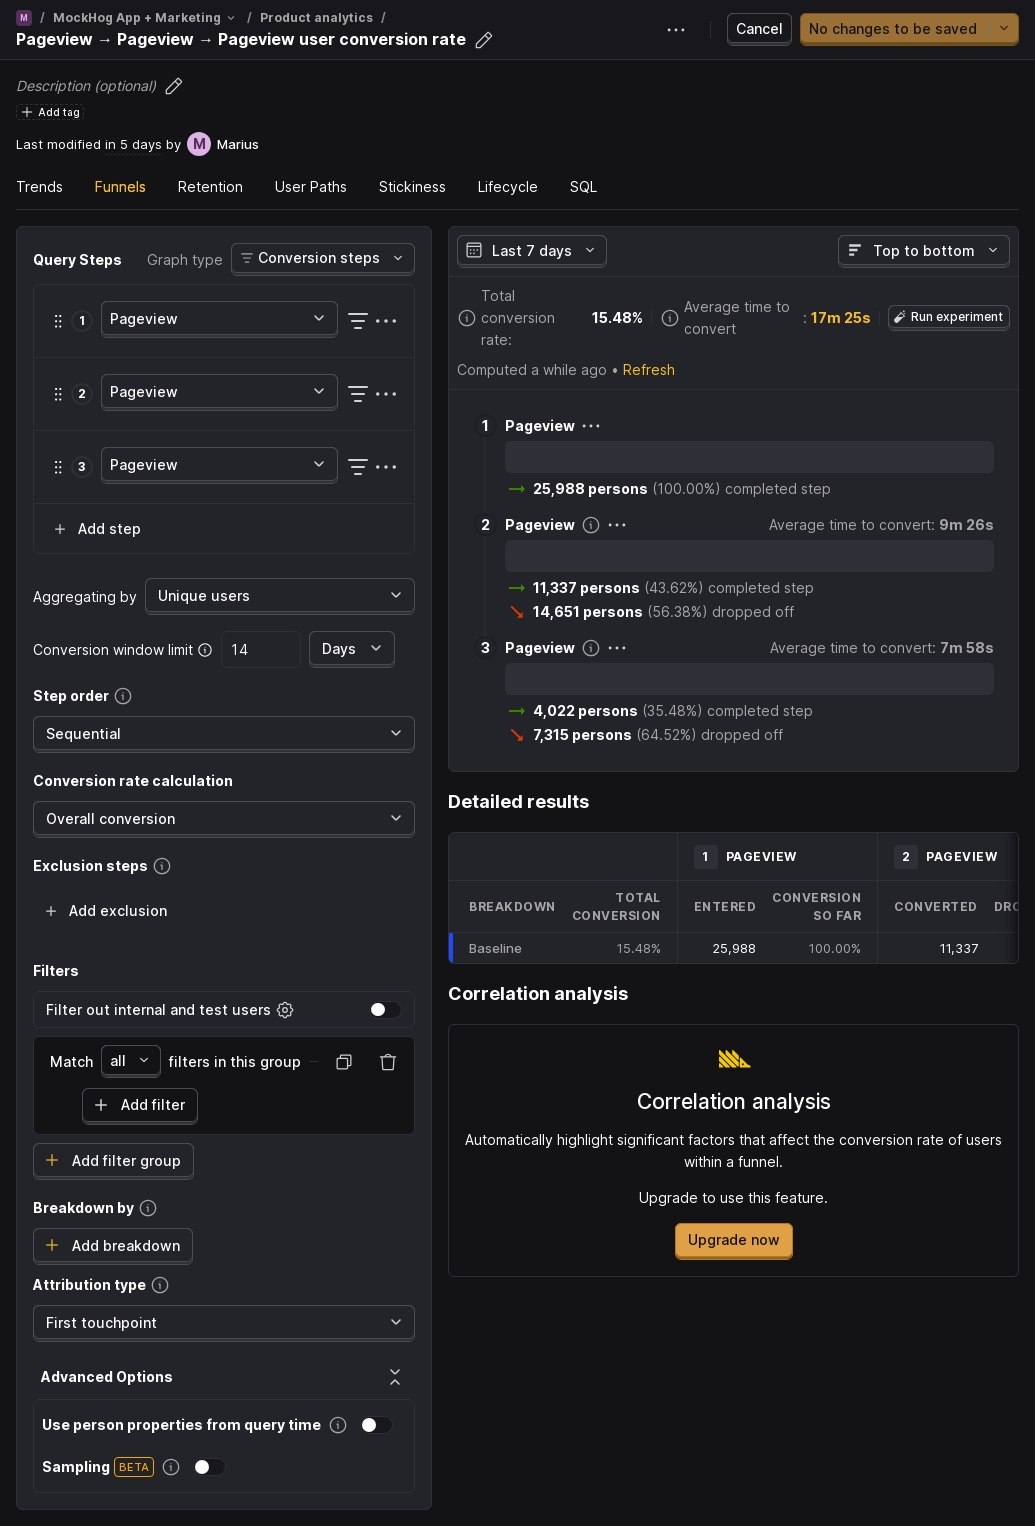 M / MockHog App + Marketing / Product analytics /
Pageview → Pageview → Pageview user conversion rate
Cancel
No changes to be saved
Description (optional)
Add tag
Last modified in 5 days by M Marius
Trends Funnels Retention User Paths Stickiness Lifecycle SQL
Query Steps Graph type Conversion steps
1 Pageview
2 Pageview
3 Pageview
Add step
Aggregating by Unique users
Conversion window limit 14 Days
Step order
Sequential
Conversion rate calculation
Overall conversion
Exclusion steps
Add exclusion
Filters
Filter out internal and test users
Match all filters in this group
Add filter
Add filter group
Breakdown by
Add breakdown
Attribution type
First touchpoint
Advanced Options
Use person properties from query time
Sampling BETA
Last 7 days Top to bottom
Total
conversion
rate:
15.48%
Average time to
convert
: 17m 25s
Run experiment
Computed a while ago • Refresh
1 Pageview
25,988 persons (100.00%) completed step
2 Pageview Average time to convert: 9m 26s
11,337 persons (43.62%) completed step
14,651 persons (56.38%) dropped off
3 Pageview Average time to convert: 7m 58s
4,022 persons (35.48%) completed step
7,315 persons (64.52%) dropped off
Detailed results
1 PAGEVIEW 2 PAGEVIEW
BREAKDOWN
TOTAL
CONVERSION
ENTERED
CONVERSION
SO FAR
CONVERTED DRO
Baseline 15.48% 25,988 100.00% 11,337
Correlation analysis
Correlation analysis
Automatically highlight significant factors that affect the conversion rate of users
within a funnel.
Upgrade to use this feature.
Upgrade now